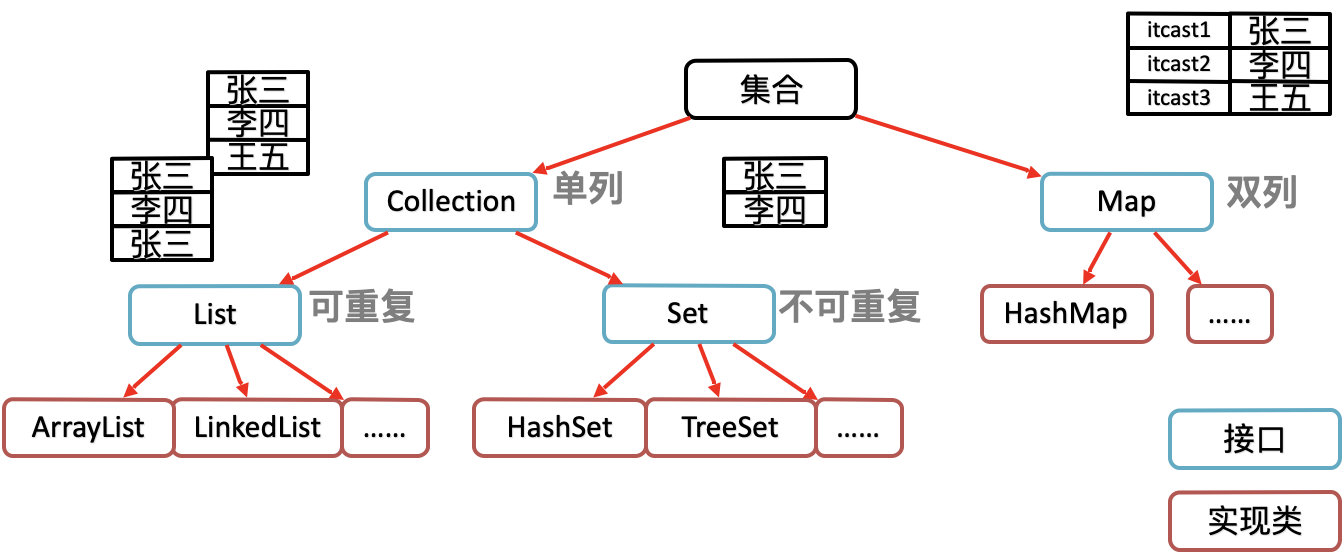 itcast1 张三
itcast2 李四
itcast3 王五
集合
张三
李四
王五
张三
李四
张三
Collection 单列
张三
李四
Map 双列
List 可重复
Set 不可重复
HashMap ……
ArrayList LinkedList ……
HashSet TreeSet ……
接口
实现类